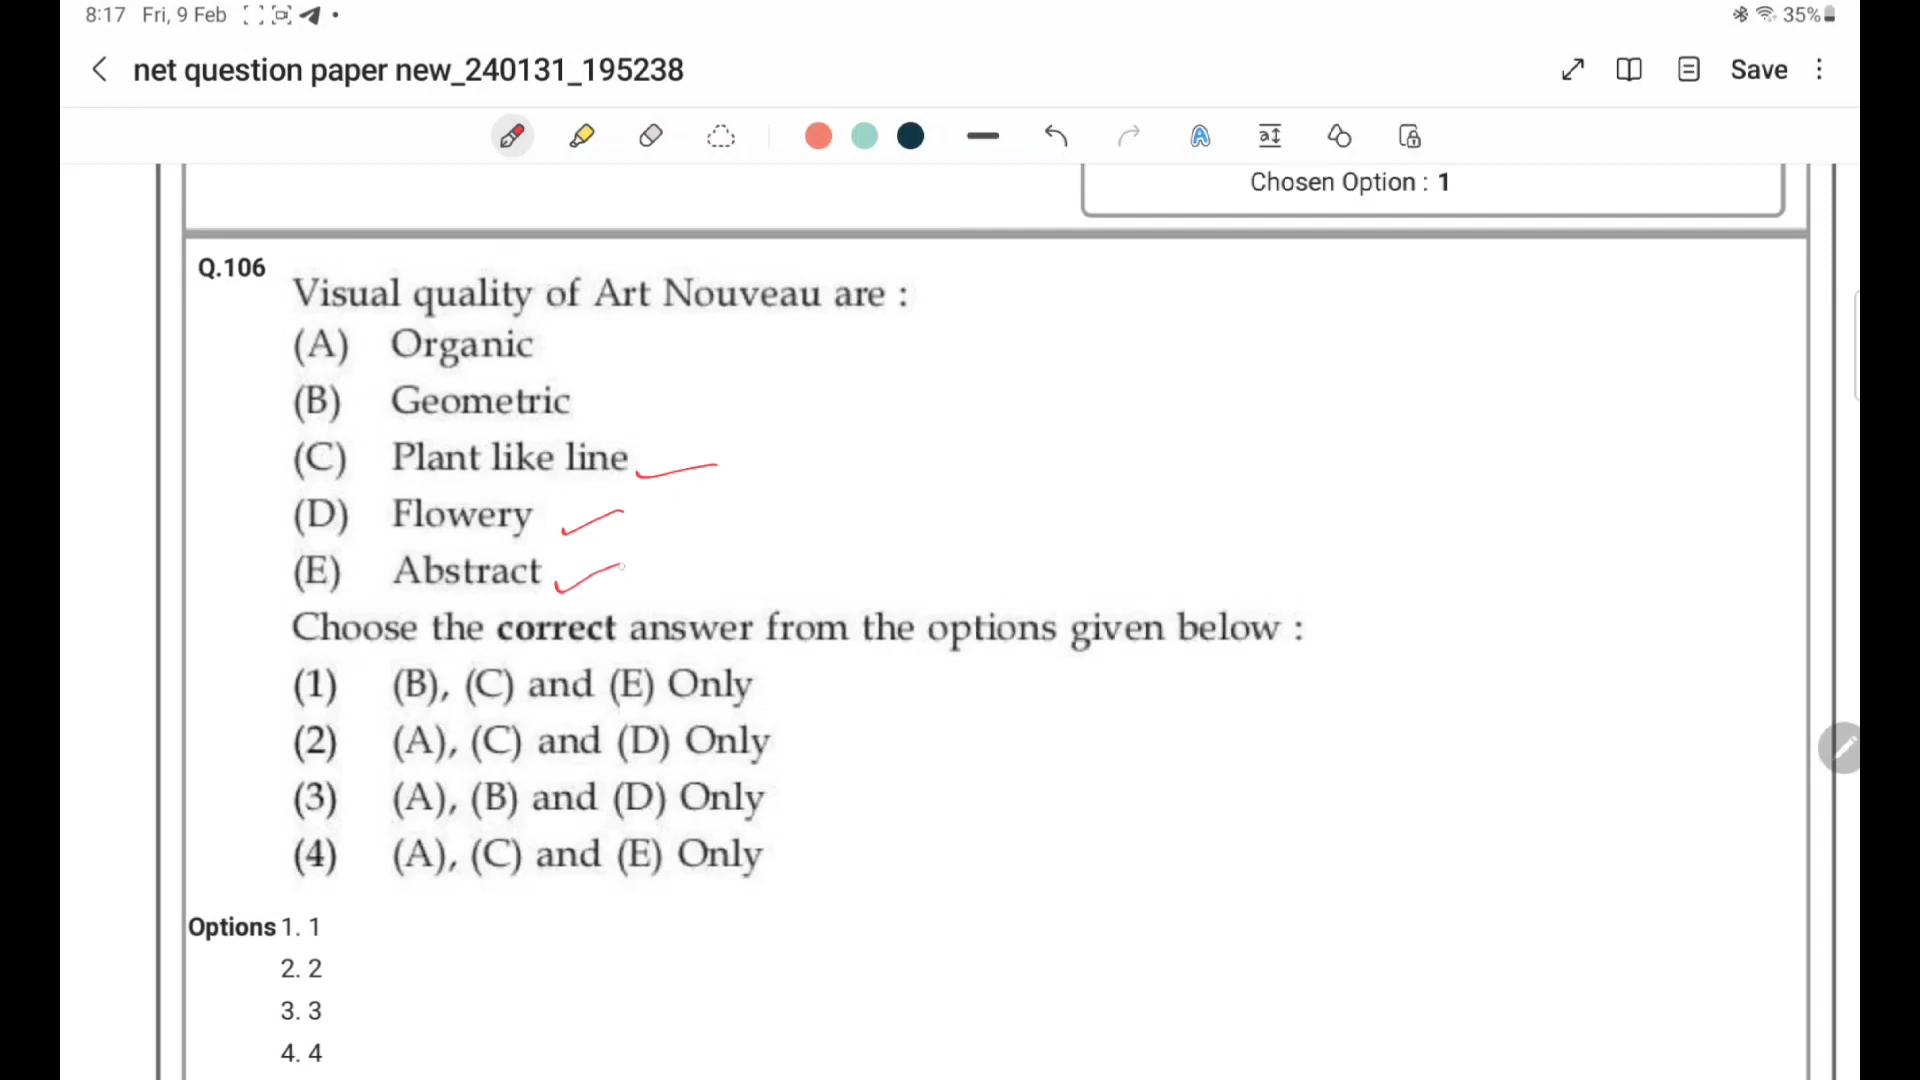 8:17 Fri, 9 Feb
35%
net question paper new_240131_195238
Save
Chosen Option : 1
Q.106
Visual quality of Art Nouveau are :
(A) Organic
(B) Geometric
(C) Plant like line
(D) Flowery
(E) Abstract
Choose the correct answer from the options given below :
(1) (B), (C) and (E) Only
(2) (A), (C) and (D) Only
(3) (A), (B) and (D) Only
(4) (A), (C) and (E) Only
Options 1. 1
2. 2
3. 3
4. 4